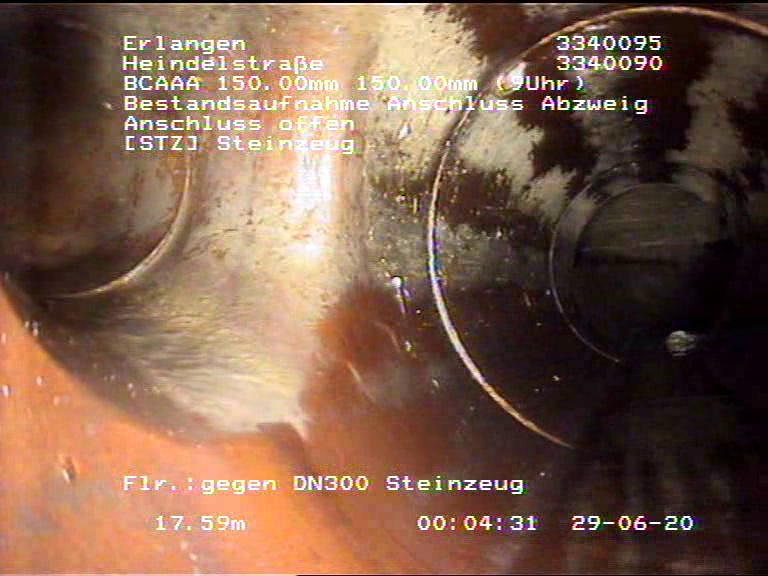 Erlangen 3340095
Heindelstraße 3340090
BCAAA 150.00mm 150.00mm (9Uhr)
Bestandsaufnahme Anschluss Abzweig
Anschluss offen
[STZ] Steinzeug
Flr.:gegen DN300 Steinzeug
17.59m 00:04:31 29-06-20